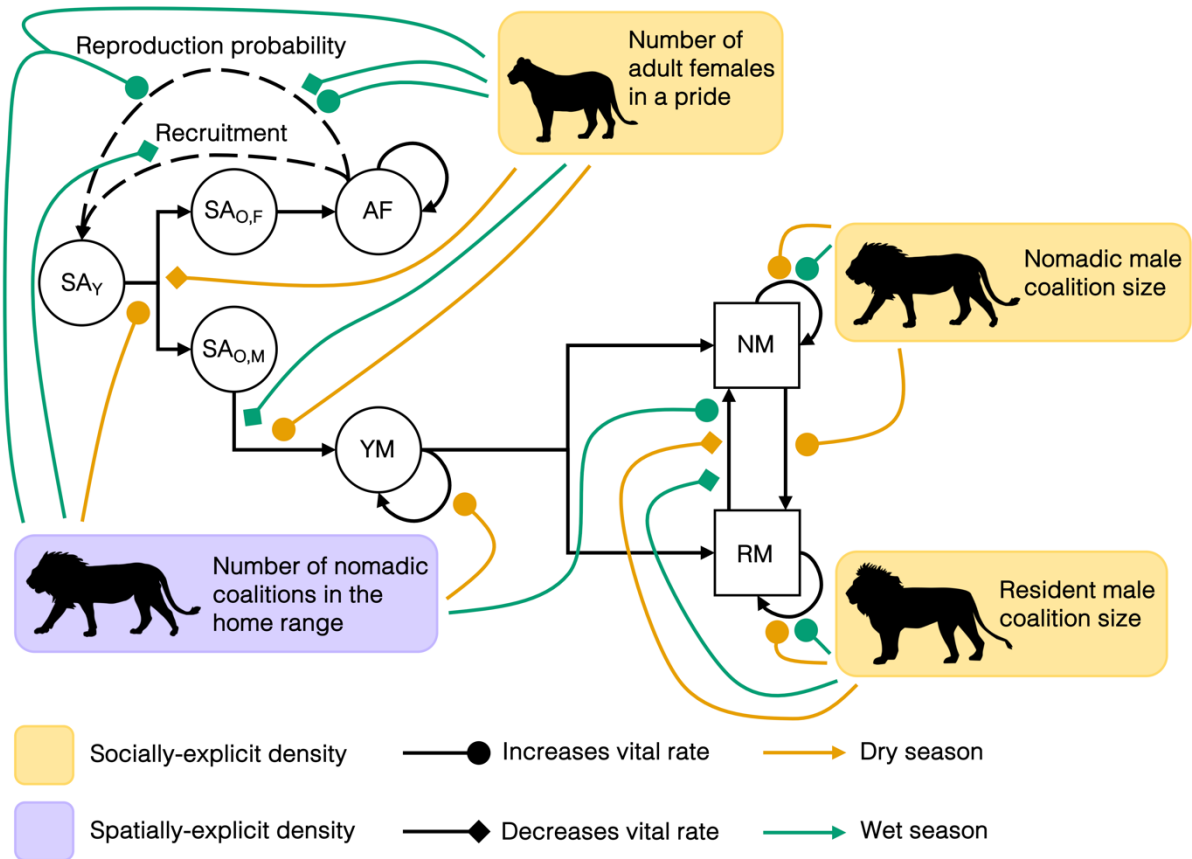 Reproduction probability
Recruitment
Number of
adult females
in a pride
SA_O,F
AF
SA_Y
SA_O,M
YM
NM
RM
Nomadic male
coalition size
Number of nomadic
coalitions in the
home range
Resident male
coalition size
Socially-explicit density
Increases vital rate
Dry season
Spatially-explicit density
Decreases vital rate
Wet season